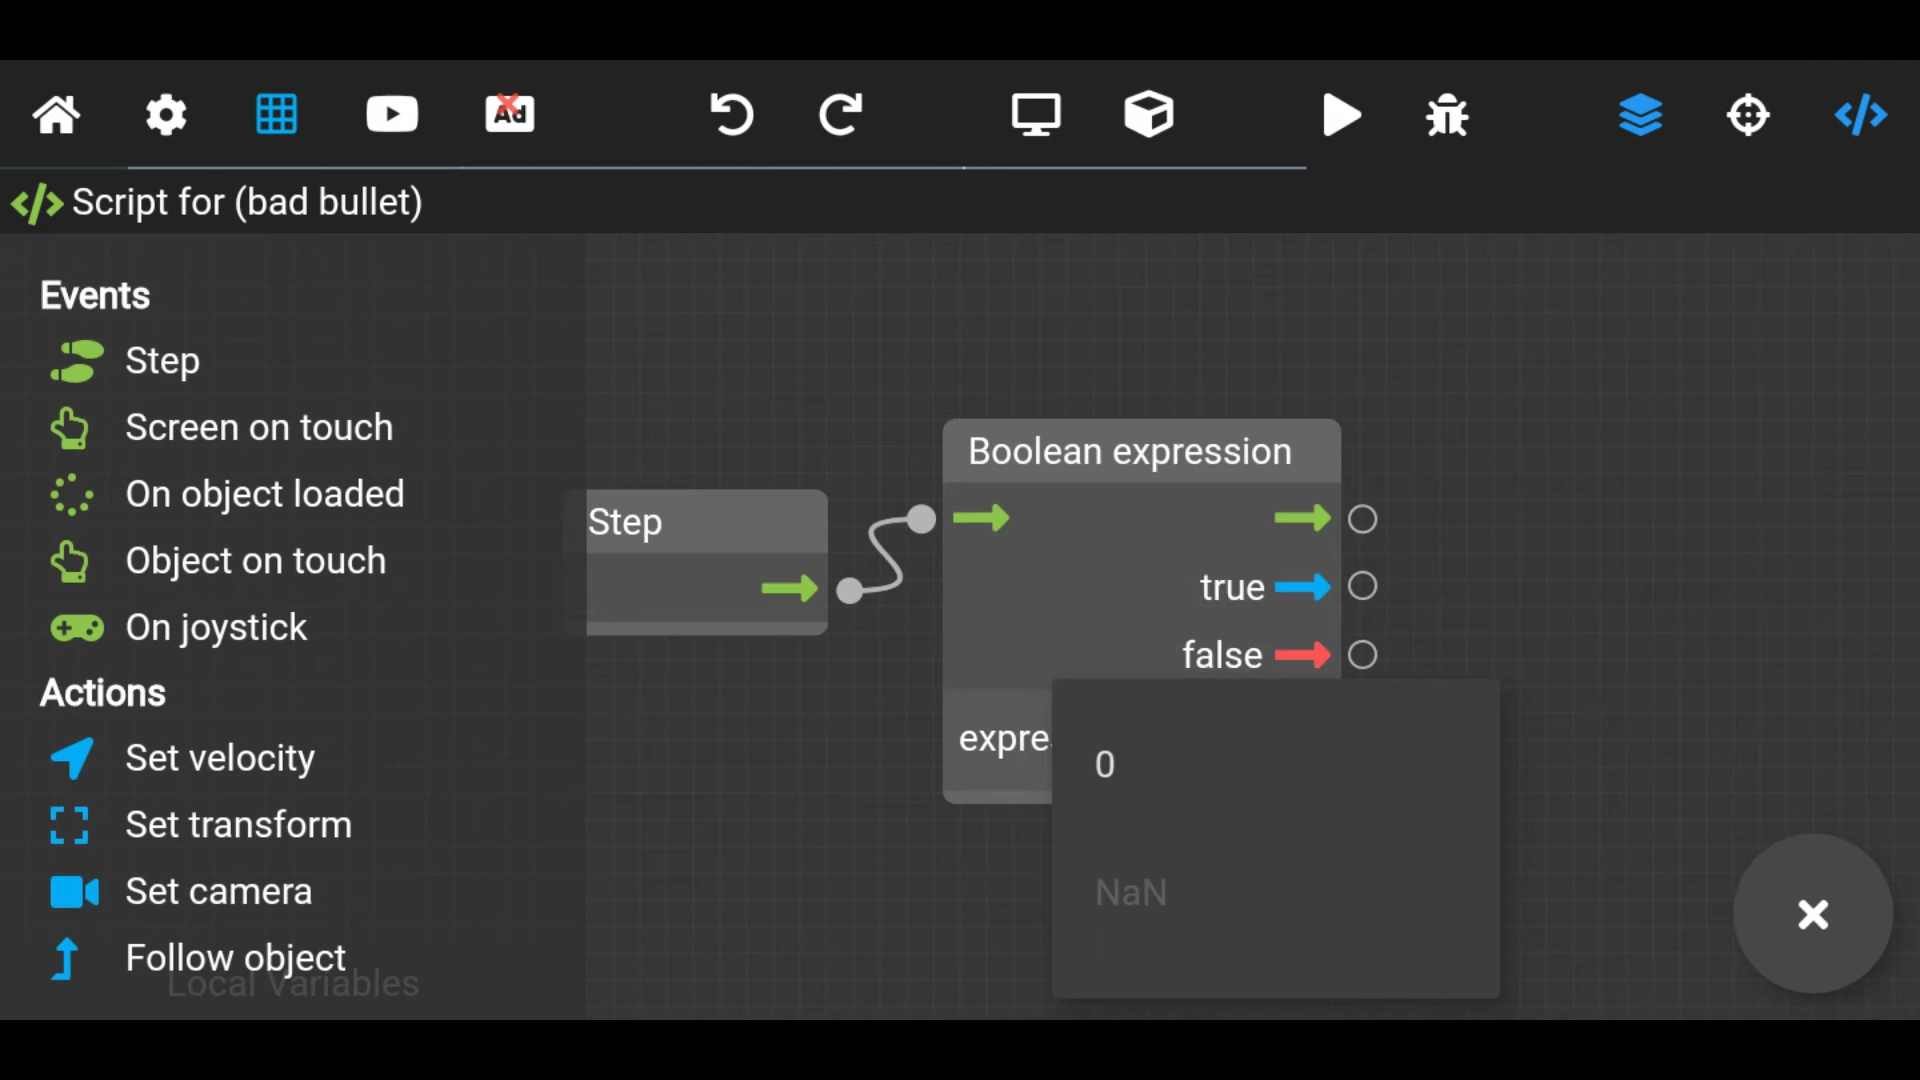 Ad
Script for (bad bullet)
Events
Step
Screen on touch
On object loaded
Object on touch
On joystick
Actions
Set velocity
Set transform
Set camera
Follow object
Local Variables
Step
Boolean expression
true
false
expre
0
NaN